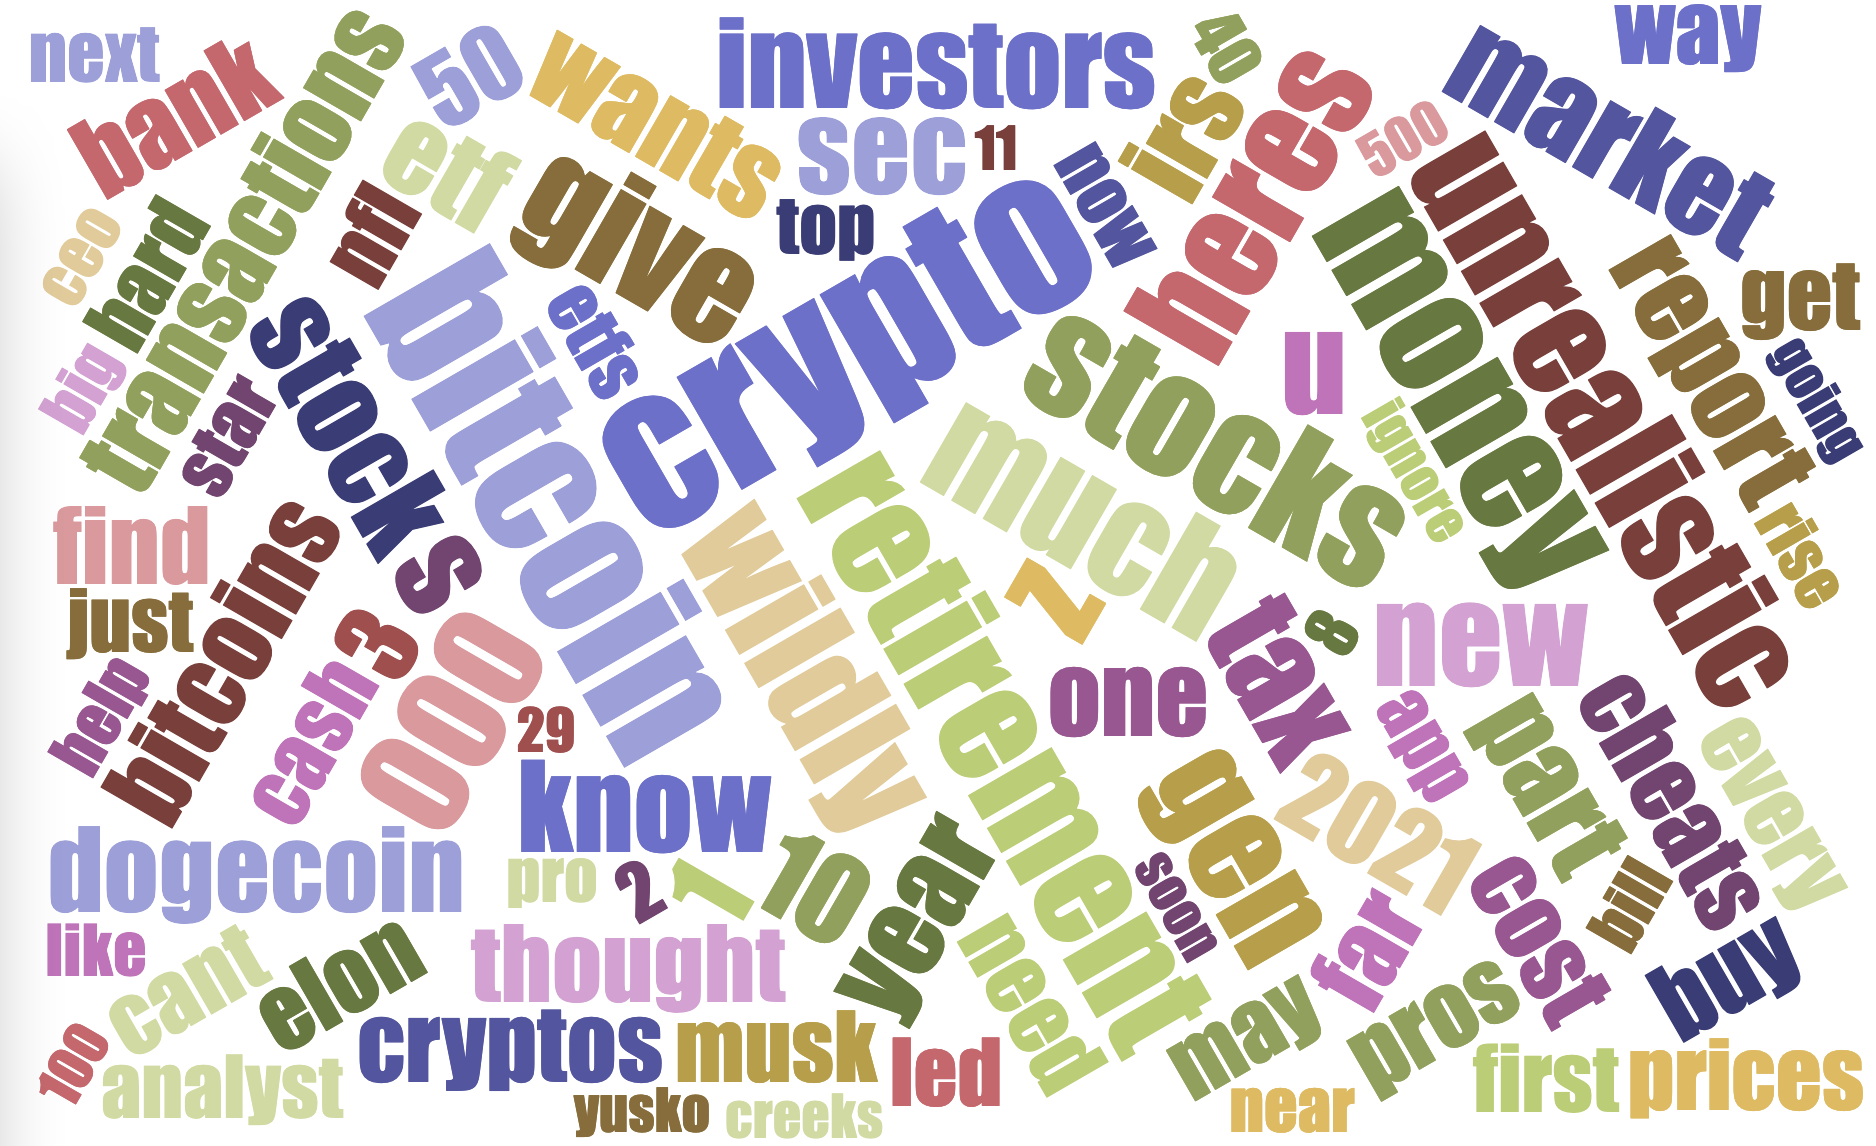 next
bank
transactions
50
wants
investors
40
way
market
sec
11
irs
heres
500
etf
nfl
give
top
now
unrealistic
ceo
hard
money
report
get
big
star
stocks
bitcoin
etfs
crypto
stocks
u
ignore
going
find
just
bitcoins
s
wildly
retirement
much
z
rise
help
cash
3
000
29
one
tax
8
new
app
part
cheats
every
know
dogecoin
pro
2
1
10
year
gen
soon
2021
far
cost
bill
buy
like
cant
elon
thought
need
may
pros
100
analyst
cryptos
musk
led
yusko
creeks
near
first
prices